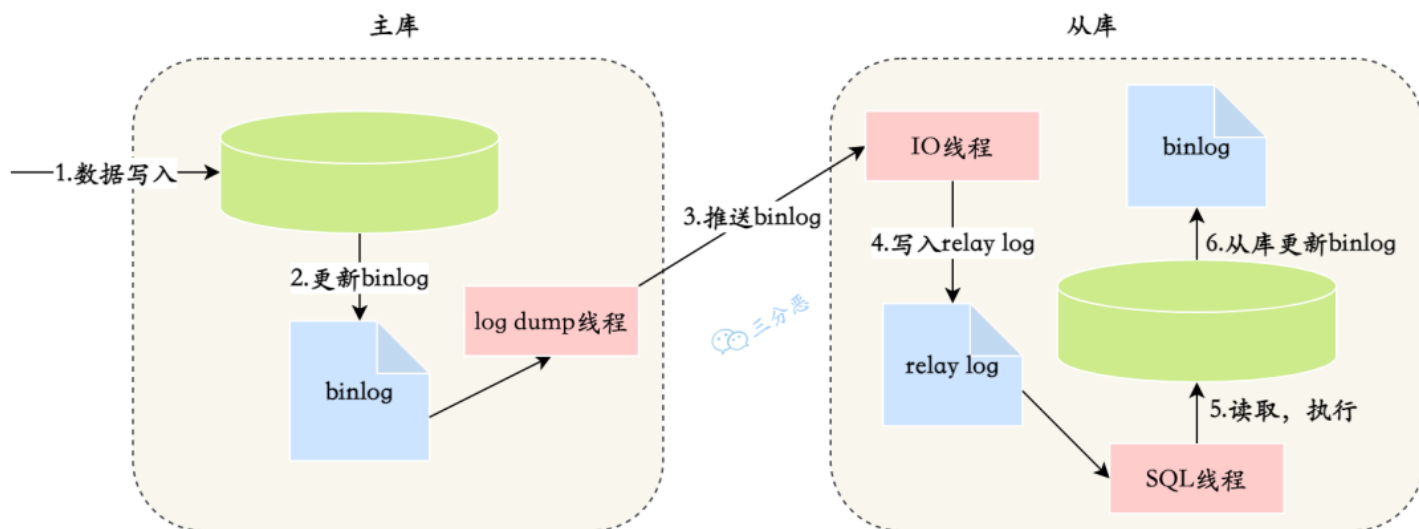 主库
从库
1.数据写入
2.更新binlog
binlog
log dump线程
3.推送binlog
IO线程
4.写入relay log
relay log
SQL线程
5.读取，执行
6.从库更新binlog
binlog
三分恶